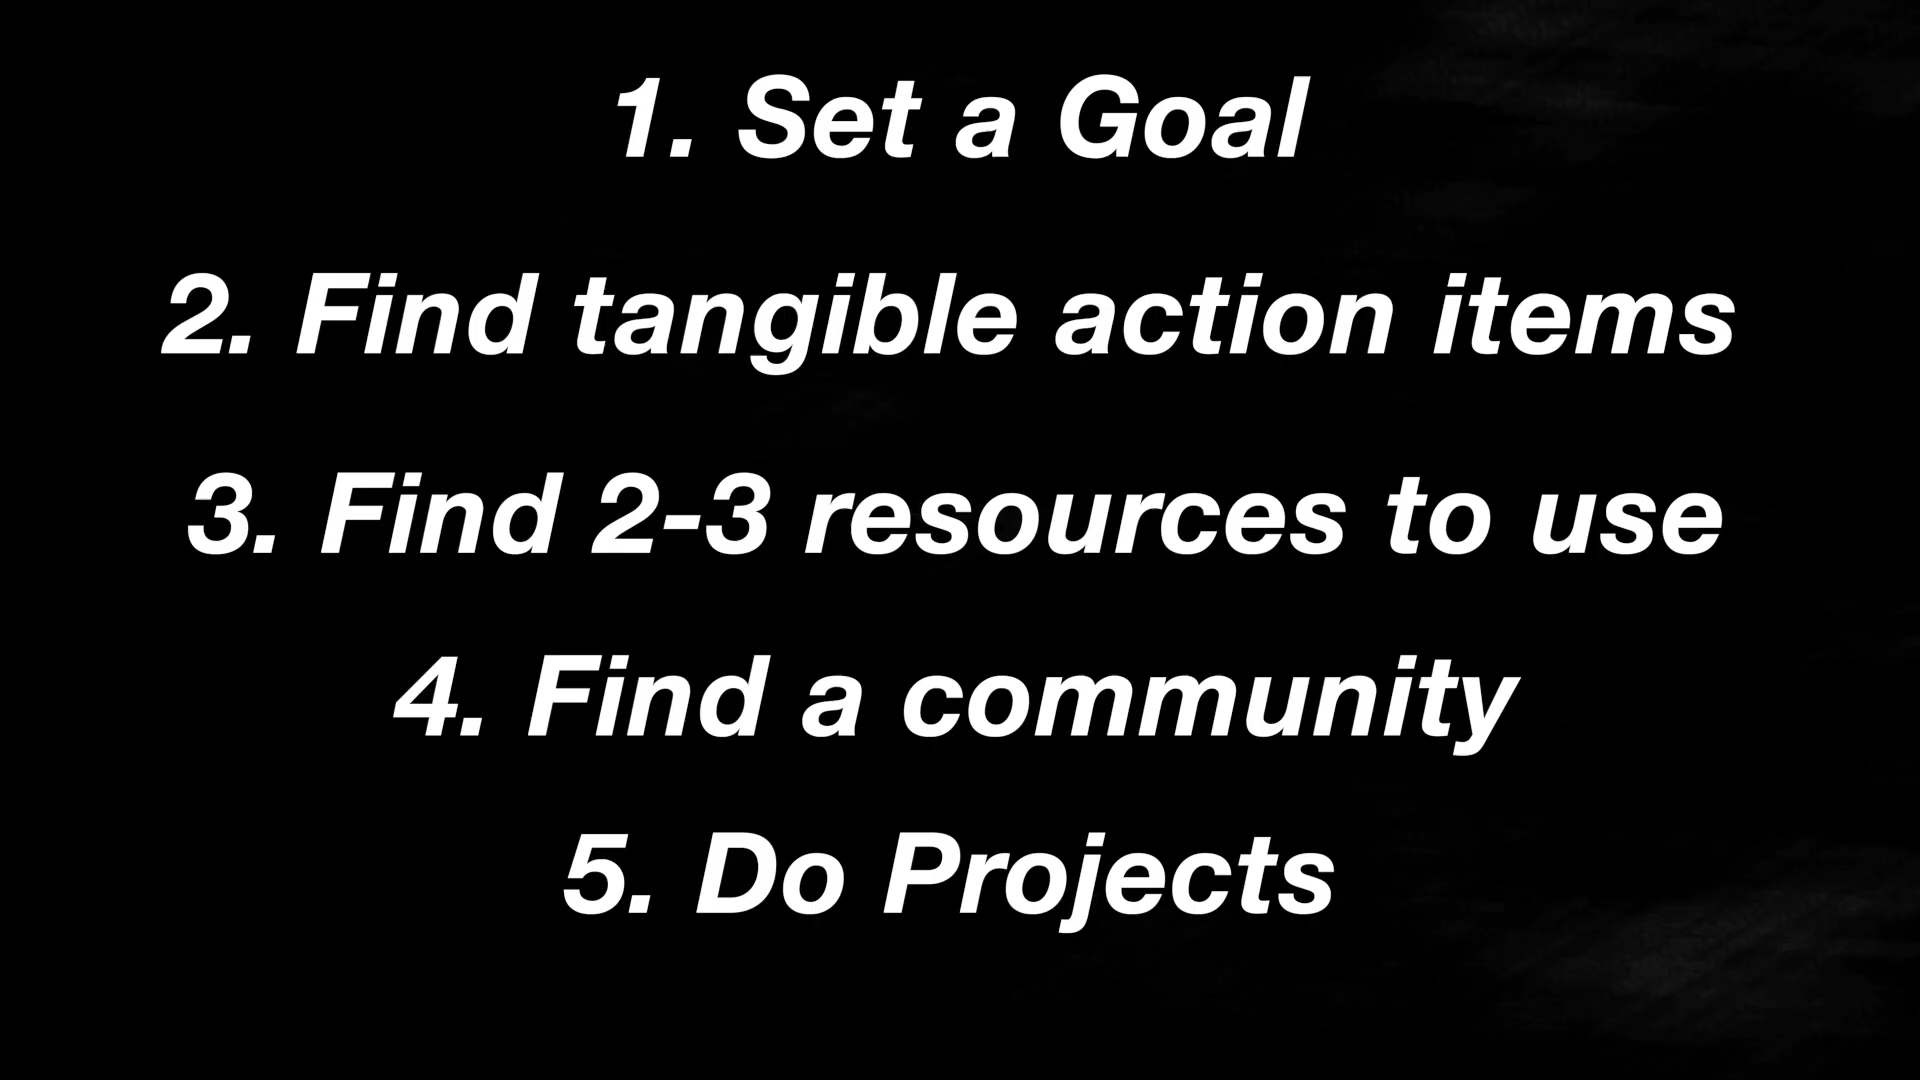 1. Set a Goal
2. Find tangible action items
3. Find 2-3 resources to use
4. Find a community
5. Do Projects